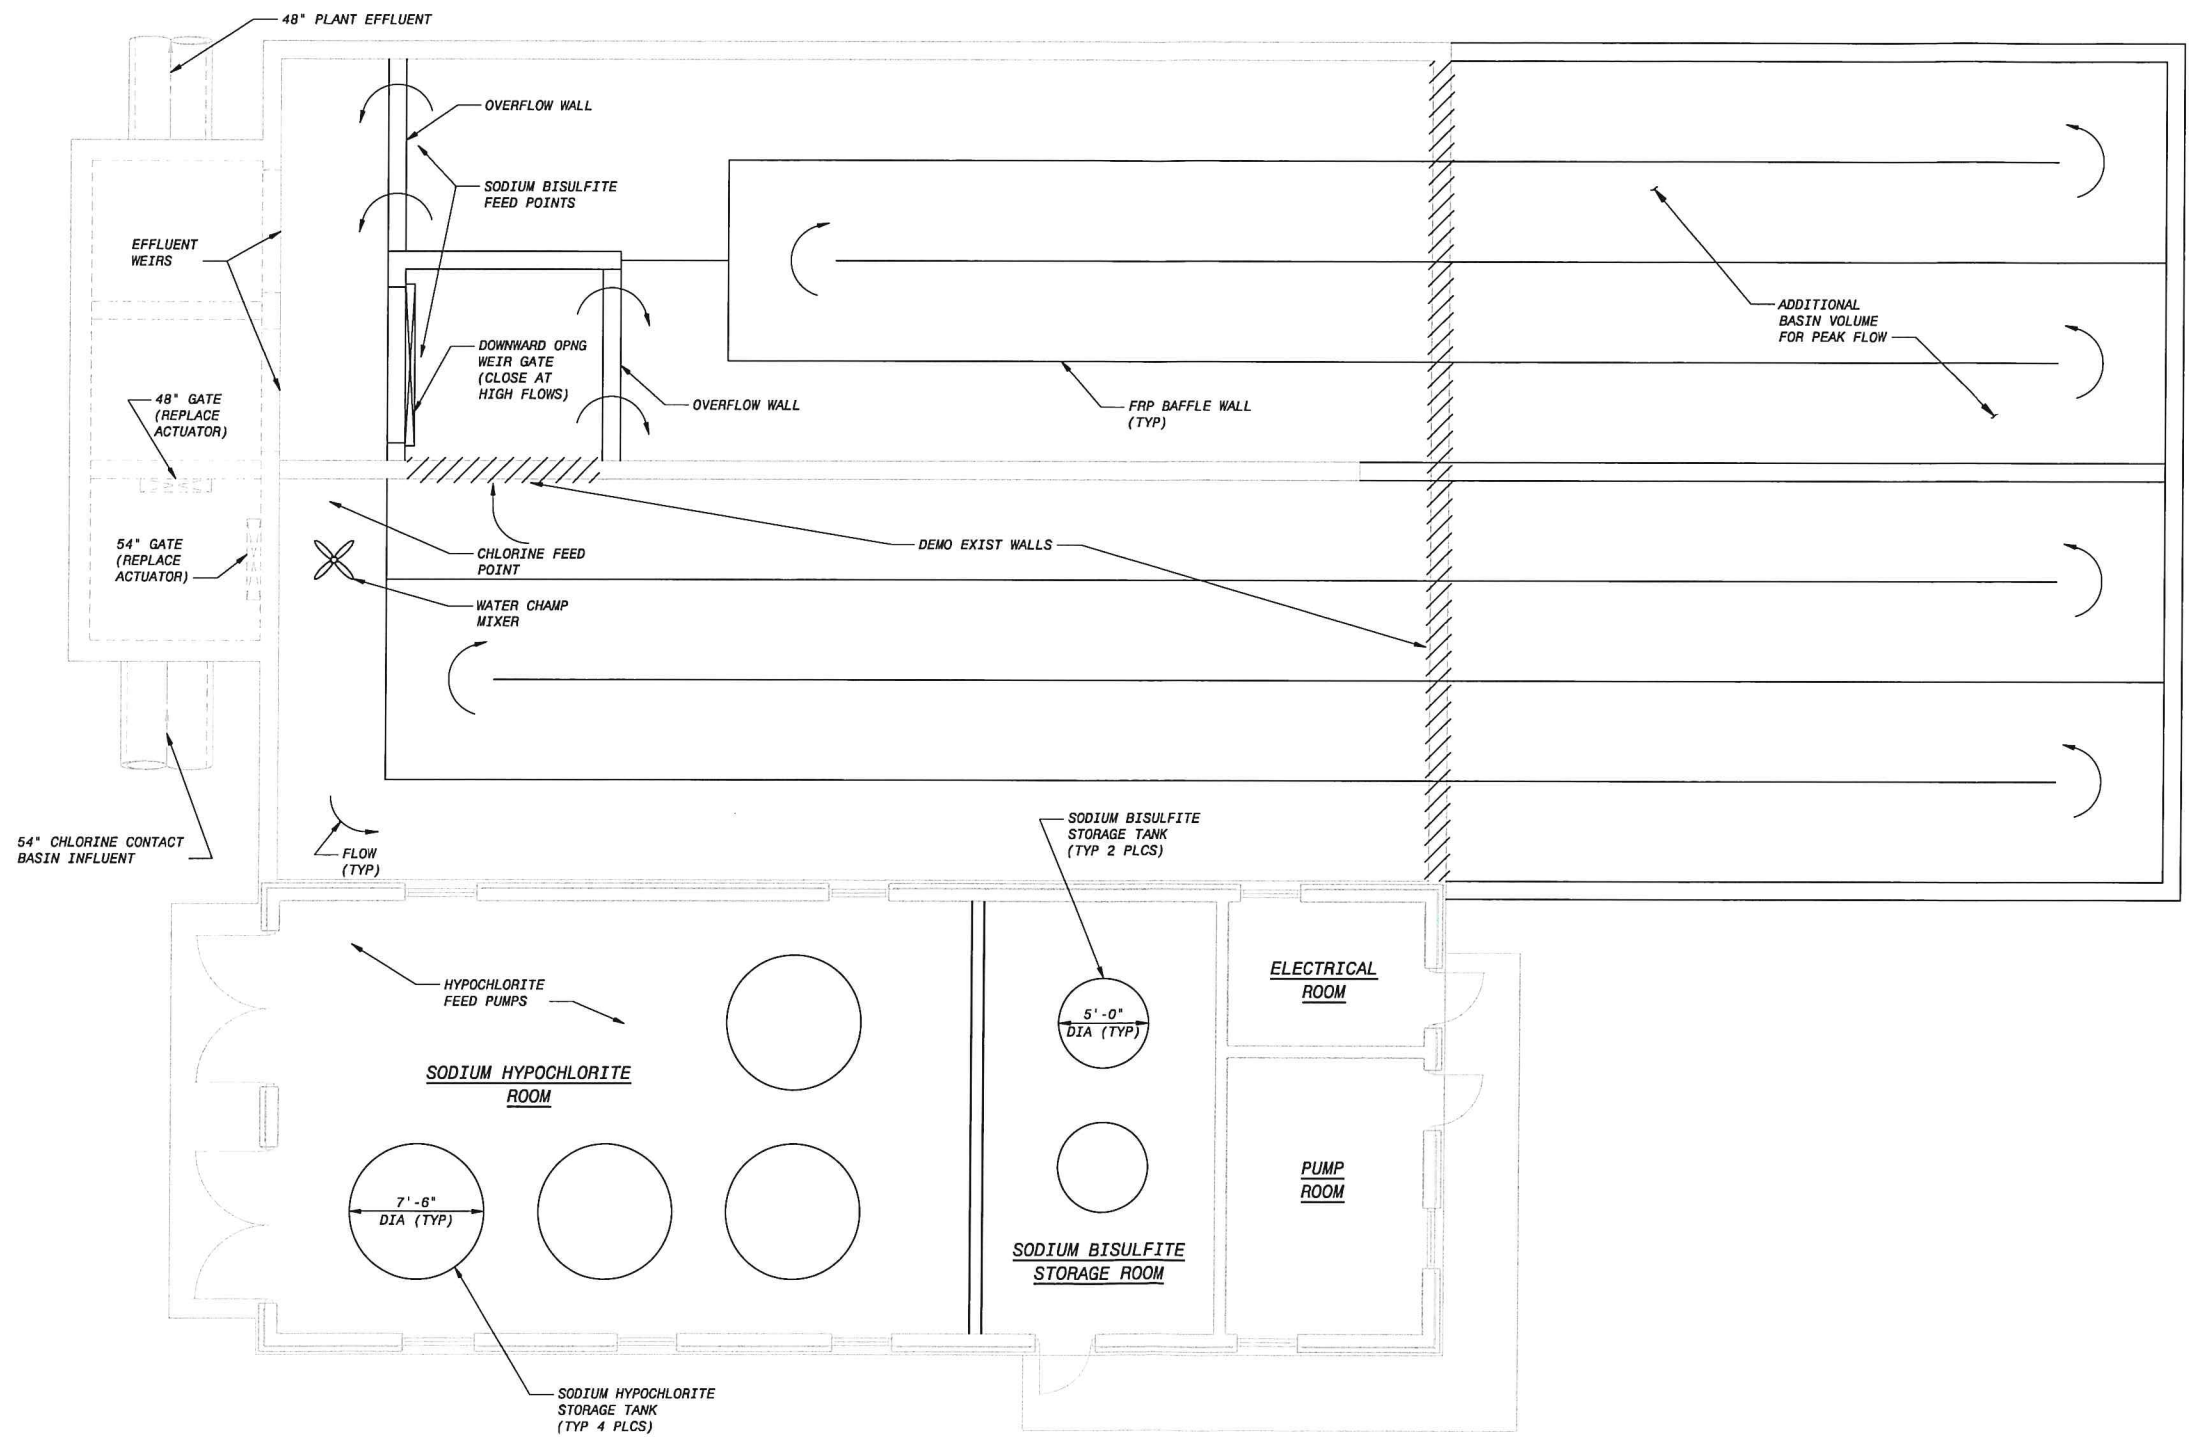 48" PLANT EFFLUENT
OVERFLOW WALL
SODIUM BISULFITE
FEED POINTS
EFFLUENT
WEIRS
DOWNWARD OPNG
WEIR GATE
(CLOSE AT
HIGH FLOWS)
ADDITIONAL
BASIN VOLUME
FOR PEAK FLOW
48" GATE
(REPLACE
ACTUATOR)
OVERFLOW WALL
FRP BAFFLE WALL
(TYP)
54" GATE
(REPLACE
ACTUATOR)
CHLORINE FEED
POINT
DEMO EXIST WALLS
WATER CHAMP
MIXER
54" CHLORINE CONTACT
BASIN INFLUENT
FLOW
(TYP)
SODIUM BISULFITE
STORAGE TANK
(TYP 2 PLCS)
HYPOCHLORITE
FEED PUMPS
ELECTRICAL
ROOM
5'-0"
DIA (TYP)
SODIUM HYPOCHLORITE
ROOM
PUMP
ROOM
7'-6"
DIA (TYP)
SODIUM BISULFITE
STORAGE ROOM
SODIUM HYPOCHLORITE
STORAGE TANK
(TYP 4 PLCS)